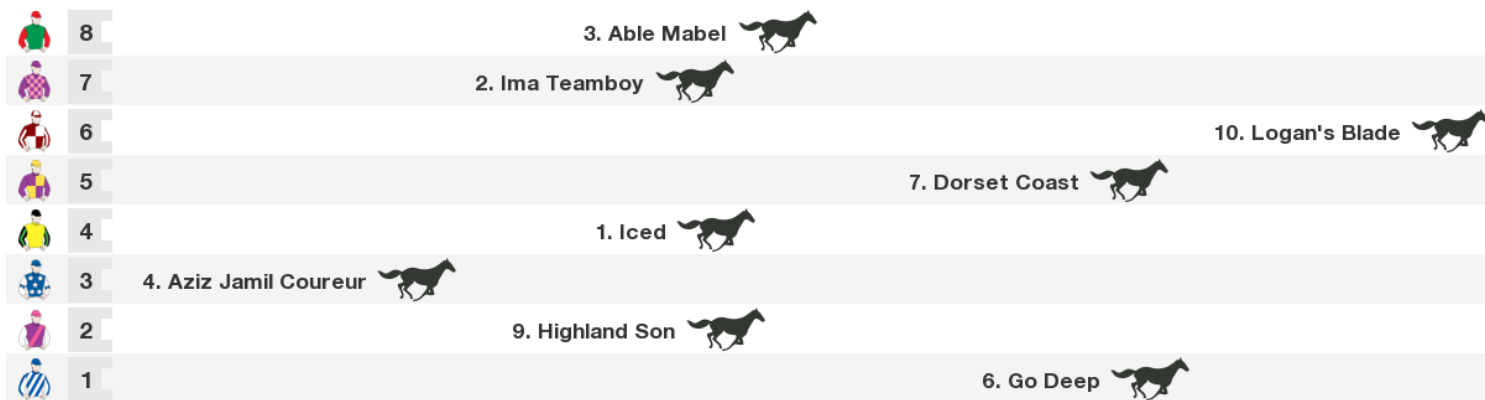 8 3. Able Mabel
7 2. Ima Teamboy
6 10. Logan's Blade
5 7. Dorset Coast
4 1. Iced
3 4. Aziz Jamil Coureur
2 9. Highland Son
1 6. Go Deep